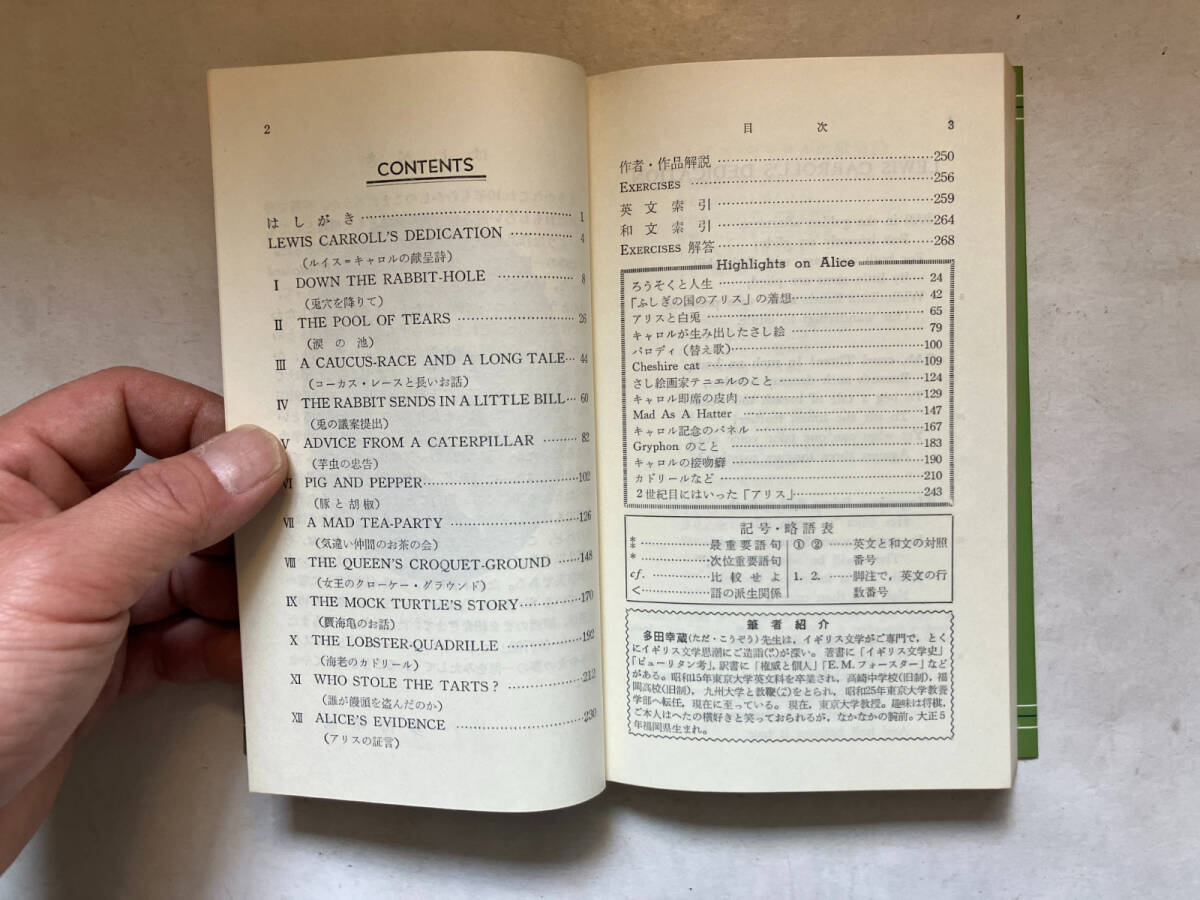 2
CONTENTS
はしがき……………1
LEWIS CARROLL'S DEDICATION……………4
（ルイス＝キャロルの献呈詩）
Ⅰ DOWN THE RABBIT-HOLE……………8
（兎穴を降りて）
Ⅱ THE POOL OF TEARS……………26
（涙の池）
Ⅲ A CAUCUS-RACE AND A LONG TALE…44
（コーカス・レースと長いお話）
Ⅳ THE RABBIT SENDS IN A LITTLE BILL…60
（兎の議案提出）
Ⅴ ADVICE FROM A CATERPILLAR……………82
（芋虫の忠告）
Ⅵ PIG AND PEPPER……………102
（豚と胡椒）
Ⅶ A MAD TEA-PARTY……………126
（気違い仲間のお茶の会）
Ⅷ THE QUEEN'S CROQUET-GROUND……………148
（女王のクローケー・グラウンド）
Ⅸ THE MOCK TURTLE'S STORY……………170
（贋海亀のお話）
Ⅹ THE LOBSTER-QUADRILLE……………192
（海老のカドリール）
Ⅺ WHO STOLE THE TARTS?……………212
（誰が饅頭を盗んだのか）
Ⅻ ALICE'S EVIDENCE……………230
（アリスの証言）
目次 3
作者・作品解説……………250
EXERCISES……………256
英文索引……………259
和文索引……………264
EXERCISES 解答……………268
Highlights on Alice
ろうそくと人生……………24
「ふしぎの国のアリス」の着想……………42
アリスと白兎……………65
キャロルが生み出したさし絵……………79
パロディ（替え歌）……………100
Cheshire cat……………109
さし絵画家テニエルのこと……………124
キャロル即席の皮肉……………129
Mad As A Hatter……………147
キャロル記念のパネル……………167
Gryphon のこと……………183
キャロルの接吻癖……………190
カドリールなど……………210
2世紀目にはいった「アリス」……………243
記号・略語表
⁑……………最重要語句 ①②……英文と和文の対照
*……………次位重要語句 番号
cf.……………比較せよ 1. 2.……脚注で，英文の行
<……………語の派生関係 数番号
筆者紹介
多田幸蔵(ただ・こうぞう)先生は，イギリス文学がご専門で，とく
にイギリス文学思潮にご造詣(けい)が深い。著書に「イギリス文学史」
「ピューリタン考」，訳書に「権威と個人」「E.M.フォースター」など
がある。昭和15年東京大学英文科を卒業され，高崎中学校(旧制)，福
岡高校(旧制)，九州大学と教鞭をとられ，昭和25年東京大学教養
学部へ転任，現在に至っている。現在，東京大学教授。趣味は将棋，
ご本人はへたの横好きと笑っておられるが，なかなかの腕前。大正5
年福岡県生まれ。